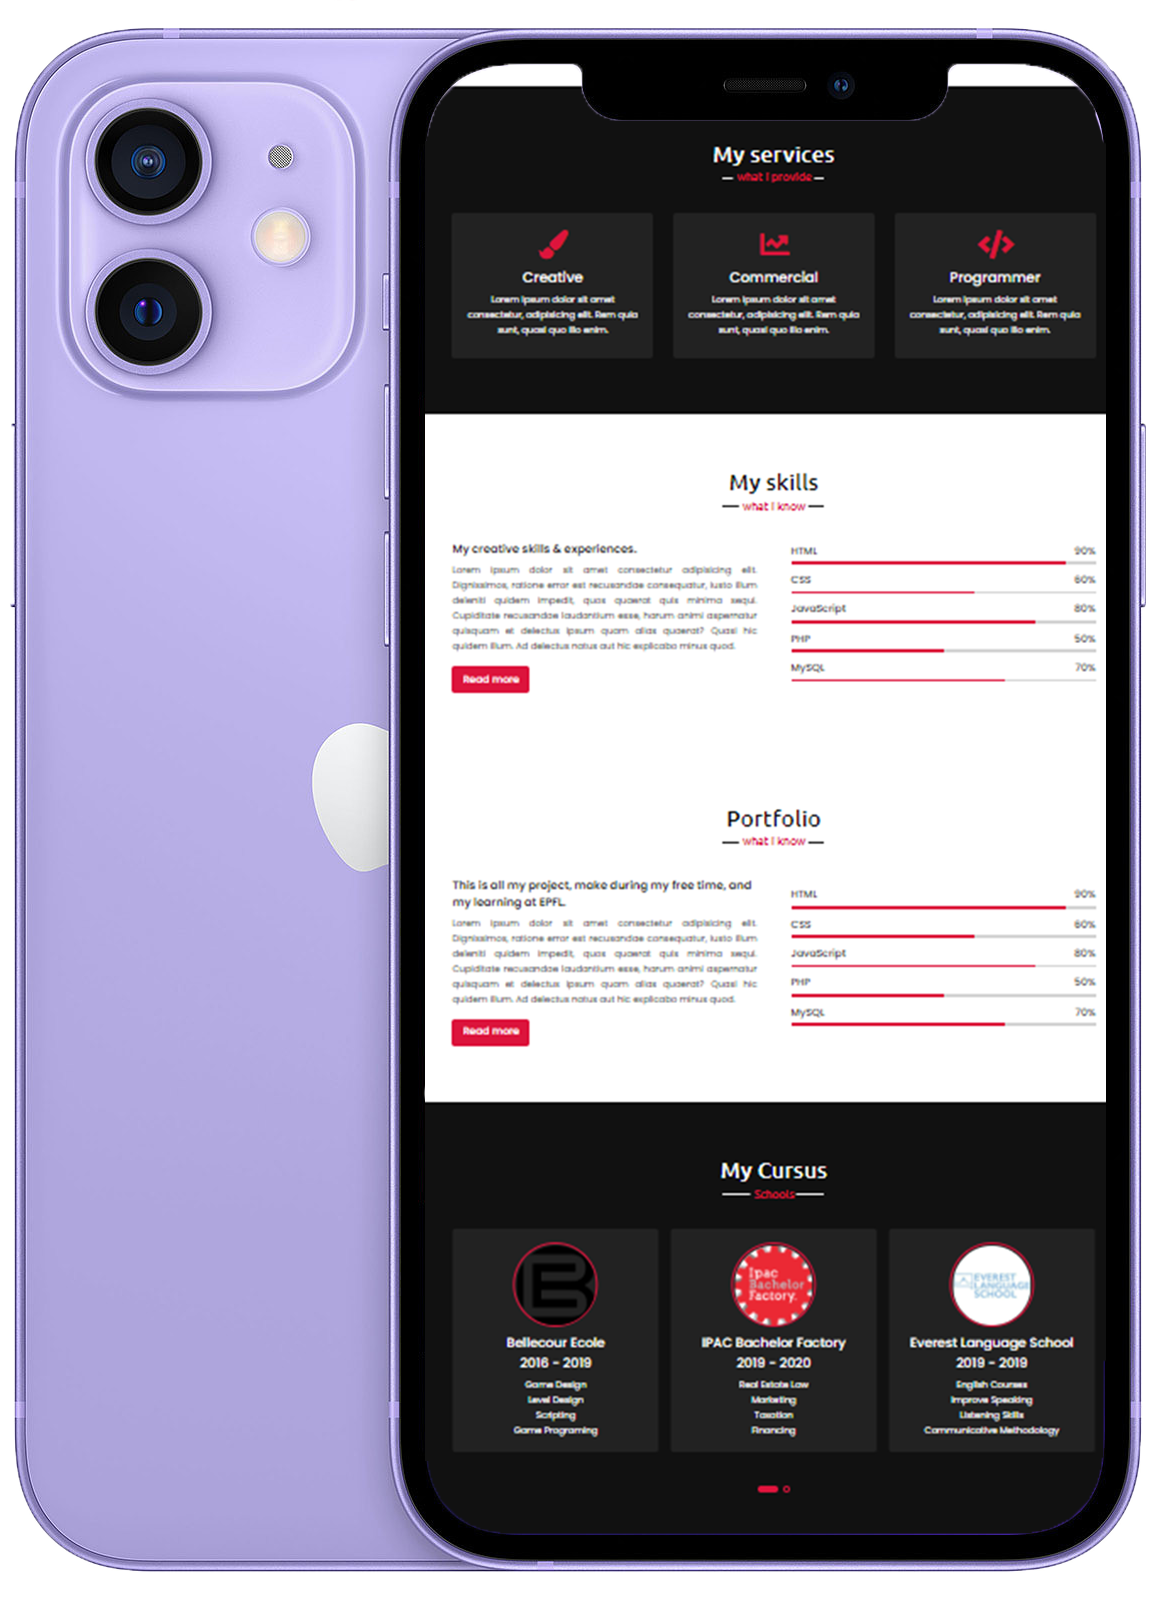 My services
what I provide
Creative
Lorem ipsum dolor sit amet
consectetur, adipisicing elit. Rem quia
sunt, quasi quo illo enim.
Commercial
Lorem ipsum dolor sit amet
consectetur, adipisicing elit. Rem quia
sunt, quasi quo illo enim.
Programmer
Lorem ipsum dolor sit amet
consectetur, adipisicing elit. Rem quia
sunt, quasi quo illo enim.
My skills
what I know
My creative skills & experiences.
Lorem ipsum dolor sit amet consectetur adipisicing elit.
Dignissimos, ratione error est recusandae consequatur, iusto illum
deleniti quidem impedit, quos quaerat quis minima sequi.
Cupiditate recusandae laudantium esse, harum animi aspernatur
quisquam et delectus ipsum quam alias quaerat? Quasi hic
quidem illum. Ad delectus natus aut hic explicabo minus quod.
Read more
HTML 90%
CSS 60%
JavaScript 80%
PHP 50%
MySQL 70%
Portfolio
what I know
This is all my project, make during my free time, and
my learning at EPFL.
Lorem ipsum dolor sit amet consectetur adipisicing elit.
Dignissimos, ratione error est recusandae consequatur, iusto illum
deleniti quidem impedit, quos quaerat quis minima sequi.
Cupiditate recusandae laudantium esse, harum animi aspernatur
quisquam et delectus ipsum quam alias quaerat? Quasi hic
quidem illum. Ad delectus natus aut hic explicabo minus quod.
Read more
HTML 90%
CSS 60%
JavaScript 80%
PHP 50%
MySQL 70%
My Cursus
Schools
Bellecour Ecole
2016 - 2019
Game Design
Level Design
Scripting
Game Programing
Ipac
Bachelor
Factory.
IPAC Bachelor Factory
2019 - 2020
Real Estate Law
Marketing
Taxation
Financing
EVEREST
LANGUAGE
SCHOOL
Everest Language School
2019 - 2019
English Courses
Improve Speaking
Listening Skills
Communicative Methodology